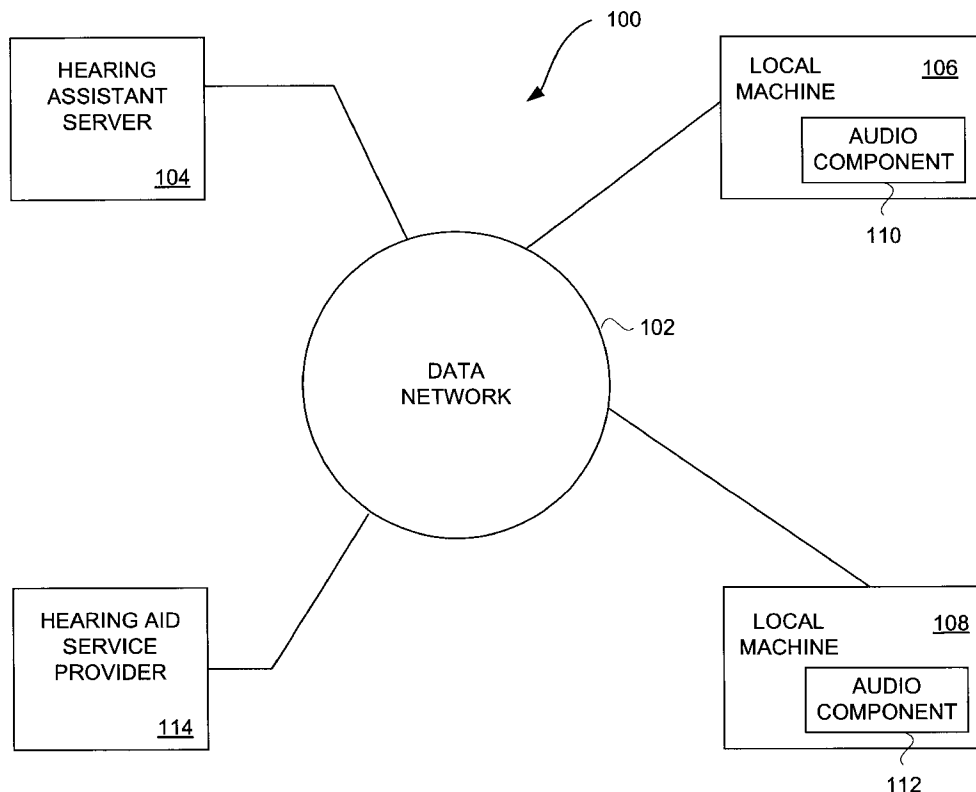 100
HEARING
ASSISTANT
SERVER
104
LOCAL
MACHINE
106
AUDIO
COMPONENT
110
102
DATA
NETWORK
HEARING AID
SERVICE
PROVIDER
114
LOCAL
MACHINE
108
AUDIO
COMPONENT
112